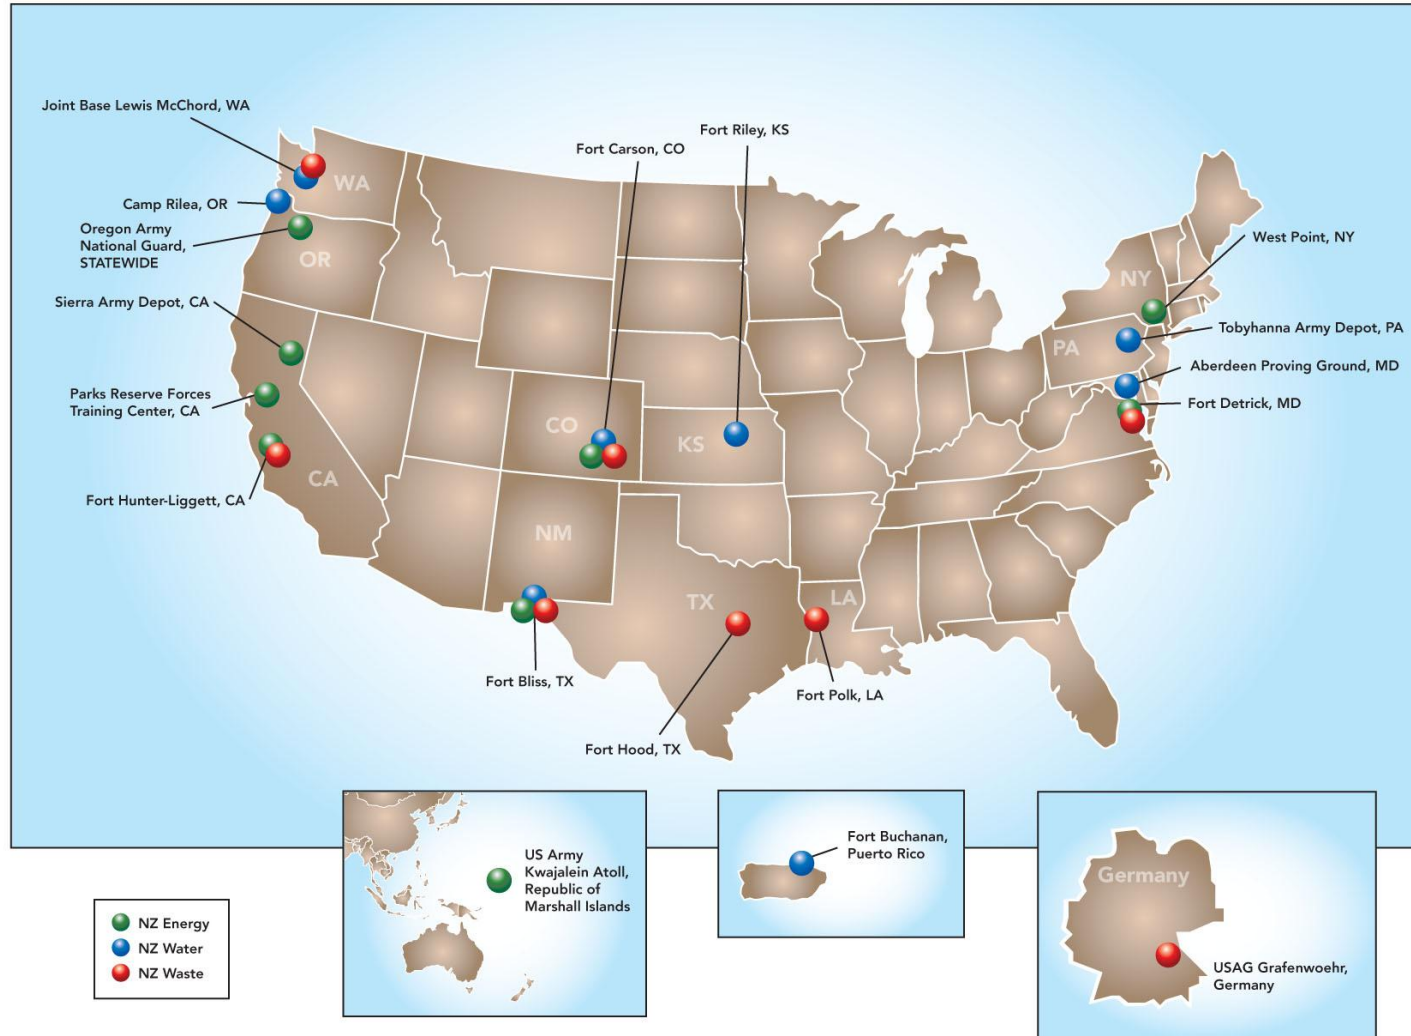 Joint Base Lewis McChord, WA
Fort Riley, KS
Fort Carson, CO
WA
Camp Rilea, OR
Oregon Army
National Guard,
STATEWIDE
OR
West Point, NY
NY
Sierra Army Depot, CA
Tobyhanna Army Depot, PA
PA
Aberdeen Proving Ground, MD
Parks Reserve Forces
Training Center, CA
Fort Detrick, MD
CO
KS
CA
Fort Hunter-Liggett, CA
NM
TX
LA
Fort Bliss, TX
Fort Polk, LA
Fort Hood, TX
US Army
Kwajalein Atoll,
Republic of
Marshall Islands
Fort Buchanan,
Puerto Rico
Germany
USAG Grafenwoehr,
Germany
NZ Energy
NZ Water
NZ Waste